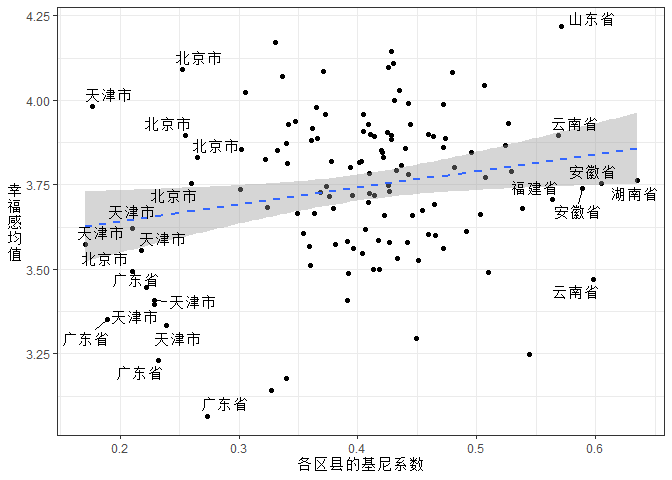 4.25
4.00
3.75
3.50
3.25
幸福感均值
山东省
北京市
天津市
北京市
云南省
北京市
安徽省
福建省
湖南省
北京市
安徽省
天津市
天津市
天津市
北京市
广东省
云南省
天津市
天津市
广东省
天津市
广东省
广东省
0.2
0.3
0.4
0.5
0.6
各区县的基尼系数